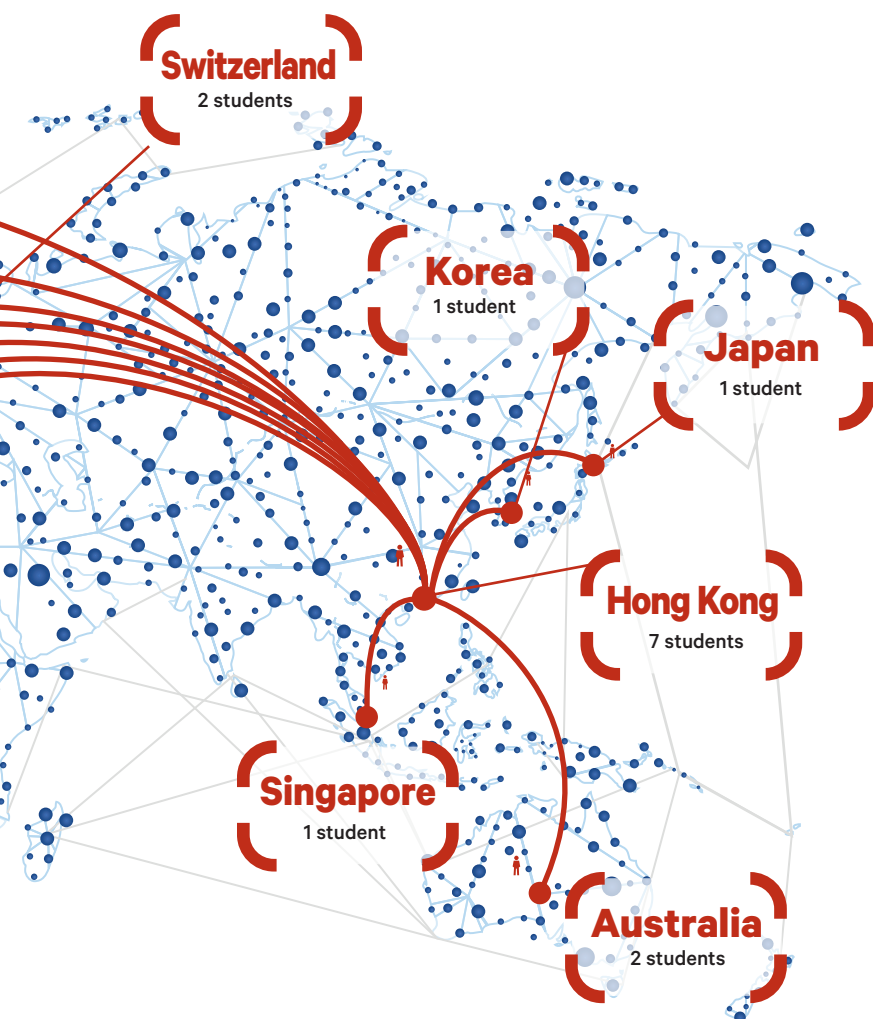 Switzerland
2 students
Korea
1 student
Japan
1 student
Hong Kong
7 students
Singapore
1 student
Australia
2 students